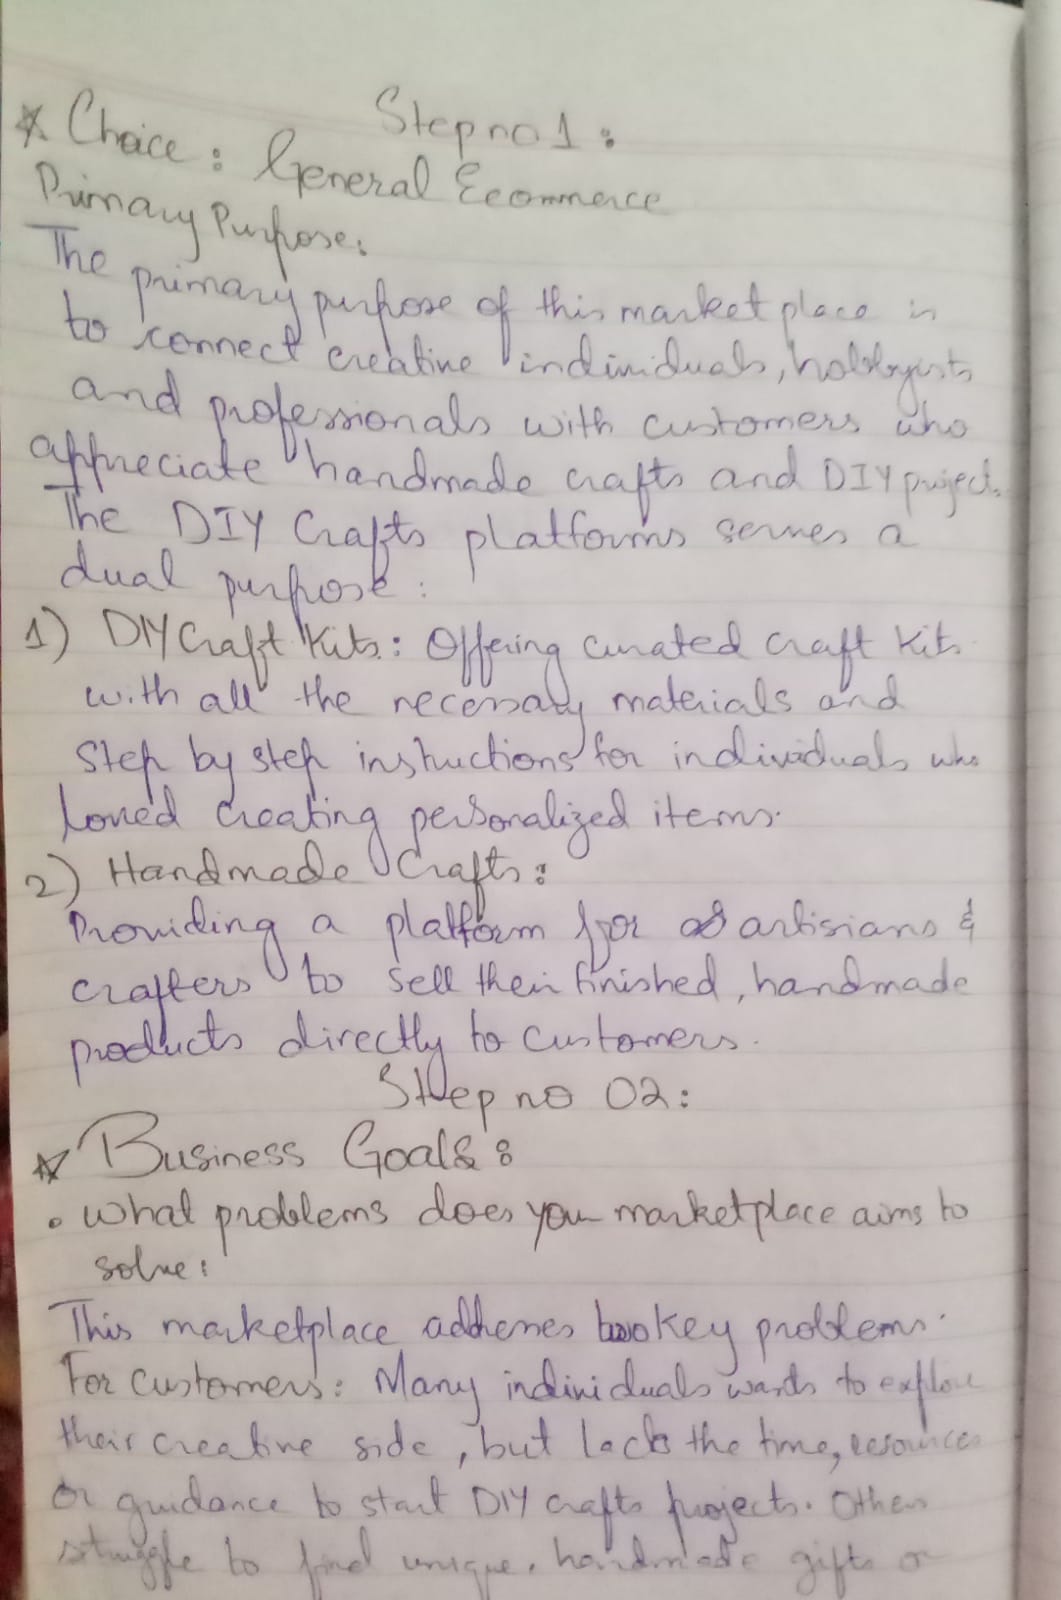 Step no 1:
* Choice: General Ecommerce
Primary Purpose:
The primary purpose of this marketplace is
to connect creative individuals, hobbyists
and professionals with customers who
appreciate handmade crafts and DIY project.
The DIY Crafts platforms serves a
dual purpose:
1) DIY Craft Kits: Offering curated craft kits
with all the necessary materials and
Step by step instructions for individuals who
loved creating personalized items.
2) Handmade Crafts:
Providing a platform for artisians &
crafters to sell their finished, handmade
products directly to customers.
Step no 02:
* Business Goals:
• What problems does your marketplace aims to
solve:
This marketplace addresses two key problems.
For customers: Many individuals wants to explore
their creative side, but lack the time, resources
or guidance to start DIY crafts projects. Others
struggle to find unique, handmade gifts or